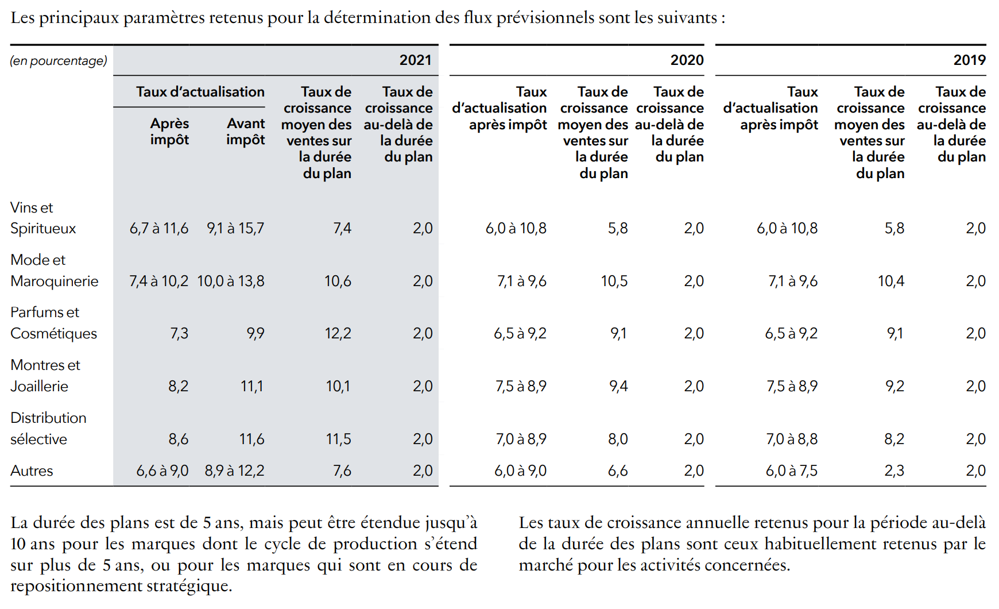 Les principaux paramètres retenus pour la détermination des flux prévisionnels sont les suivants :
(en pourcentage) 2021 2020 2019
Taux d’actualisation Taux de croissance moyen des ventes sur la durée du plan Taux de croissance au-delà de la durée du plan Taux d’actualisation après impôt Taux de croissance moyen des ventes sur la durée du plan Taux de croissance au-delà de la durée du plan Taux d’actualisation après impôt Taux de croissance moyen des ventes sur la durée du plan Taux de croissance au-delà de la durée du plan
Après impôt Avant impôt
Vins et
Spiritueux 6,7 à 11,6 9,1 à 15,7 7,4 2,0 6,0 à 10,8 5,8 2,0 6,0 à 10,8 5,8 2,0
Mode et
Maroquinerie 7,4 à 10,2 10,0 à 13,8 10,6 2,0 7,1 à 9,6 10,5 2,0 7,1 à 9,6 10,4 2,0
Parfums et
Cosmétiques 7,3 9,9 12,2 2,0 6,5 à 9,2 9,1 2,0 6,5 à 9,2 9,1 2,0
Montres et
Joaillerie 8,2 11,1 10,1 2,0 7,5 à 8,9 9,4 2,0 7,5 à 8,9 9,2 2,0
Distribution
sélective 8,6 11,6 11,5 2,0 7,0 à 8,9 8,0 2,0 7,0 à 8,8 8,2 2,0
Autres 6,6 à 9,0 8,9 à 12,2 7,6 2,0 6,0 à 9,0 6,6 2,0 6,0 à 7,5 2,3 2,0
La durée des plans est de 5 ans, mais peut être étendue jusqu’à
10 ans pour les marques dont le cycle de production s’étend
sur plus de 5 ans, ou pour les marques qui sont en cours de
repositionnement stratégique.
Les taux de croissance annuelle retenus pour la période au-delà
de la durée des plans sont ceux habituellement retenus par le
marché pour les activités concernées.